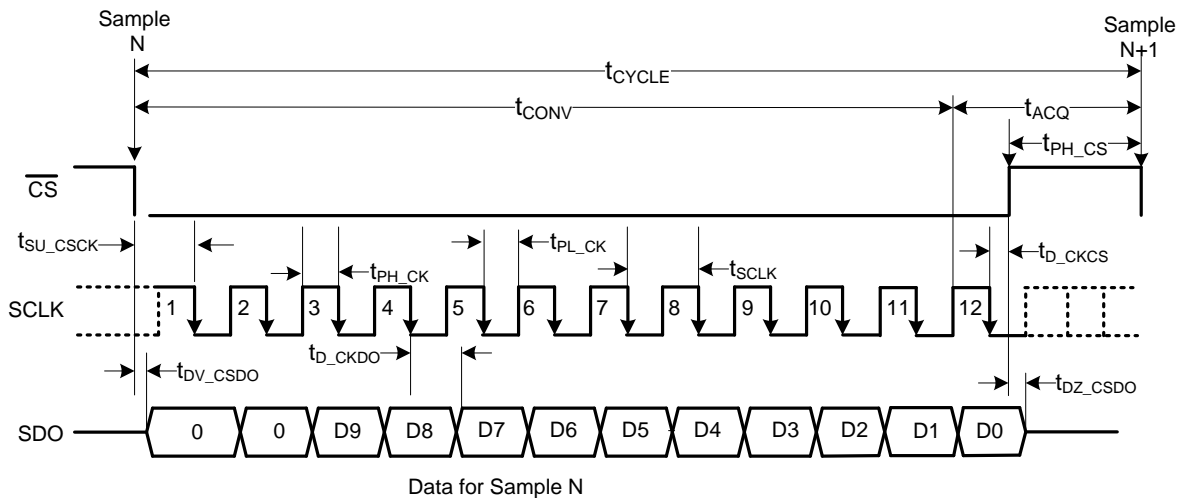 Sample
N
Sample
N+1
tCYCLE
tCONV
tACQ
tPH_CS
CS
tSU_CSCK
tPH_CK
tPL_CK
tSCLK
tD_CKCS
SCLK
1 2 3 4 5 6 7 8 9 10 11 12
tD_CKDO
tDV_CSDO
tDZ_CSDO
SDO
0 0 D9 D8 D7 D6 D5 D4 D3 D2 D1 D0
Data for Sample N